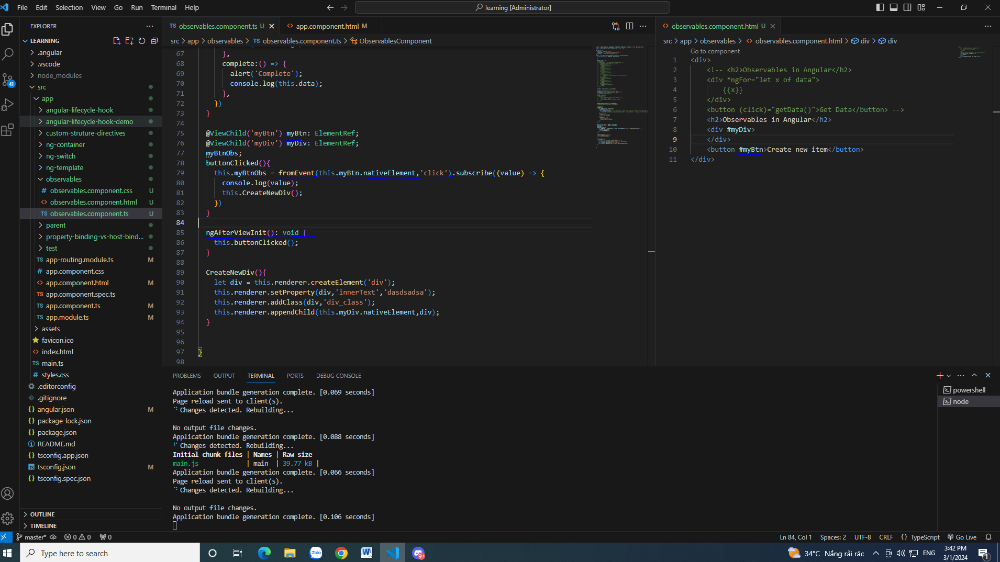 File Edit Selection View Go Run Terminal Help
learning [Administrator]
EXPLORER
LEARNING
.angular
.vscode
node_modules
src
app
angular-lifecycle-hook
angular-lifecycle-hook-demo
custom-struture-directives
ng-container
ng-switch
ng-template
observables
# observables.component.css U
<> observables.component.html U
TS observables.component.ts U
parent
property-binding-vs-host-bind...
test
TS app-routing.module.ts M
# app.component.css
<> app.component.html M
TS app.component.spec.ts
TS app.component.ts M
TS app.module.ts M
assets
favicon.ico
<> index.html
TS main.ts
# styles.css
.editorconfig
.gitignore
{} angular.json M
{} package-lock.json
{} package.json
README.md
{} tsconfig.app.json
TS tsconfig.json M
{} tsconfig.spec.json
OUTLINE
TIMELINE
41
TS observables.component.ts U
<> app.component.html M
src > app > observables > TS observables.component.ts > ObservablesComponent
67 },
68 complete:() => {
69 alert('Complete');
70 console.log(this.data);
71 },
72 })
73 }
74
75 @ViewChild('myBtn') myBtn: ElementRef;
76 @ViewChild('myDiv') myDiv: ElementRef;
77 myBtnObs;
78 buttonClicked(){
79 this.myBtnObs = fromEvent(this.myBtn.nativeElement,'click').subscribe((value) => {
80 console.log(value);
81 this.CreateNewDiv();
82 })
83 }
84
85 ngAfterViewInit(): void {
86 this.buttonClicked();
87 }
88
89 CreateNewDiv(){
90 let div = this.renderer.createElement('div');
91 this.renderer.setProperty(div,'innerText','dasdsadsa');
92 this.renderer.addClass(div,'div_class');
93 this.renderer.appendChild(this.myDiv.nativeElement,div);
94 }
95
96
97 }
98
<> observables.component.html U
src > app > observables > <> observables.component.html > div > div
Go to component
1 <div>
2 <!-- <h2>Observables in Angular</h2>
3 <div *ngFor="let x of data">
4 {{x}}
5 </div>
6 <button (click)="getData()">Get Data</button> -->
7 <h2>Observables in Angular</h2>
8 <div #myDiv>
9 </div>
10 <button #myBtn>Create new item</button>
11 </div>
PROBLEMS OUTPUT TERMINAL PORTS DEBUG CONSOLE
Application bundle generation complete. [0.069 seconds]
Page reload sent to client(s).
Changes detected. Rebuilding...
No output file changes.
Application bundle generation complete. [0.088 seconds]
Changes detected. Rebuilding...
Initial chunk files | Names | Raw size
main.js | main | 39.77 kB |
Application bundle generation complete. [0.066 seconds]
Page reload sent to client(s).
Changes detected. Rebuilding...
No output file changes.
Application bundle generation complete. [0.106 seconds]
powershell
node
master* 0 0 0
Ln 84, Col 1 Spaces: 2 UTF-8 CRLF {} TypeScript Go Live
Type here to search
Zalo
9+
34°C Nắng rải rác ENG
3:42 PM
3/1/2024
1